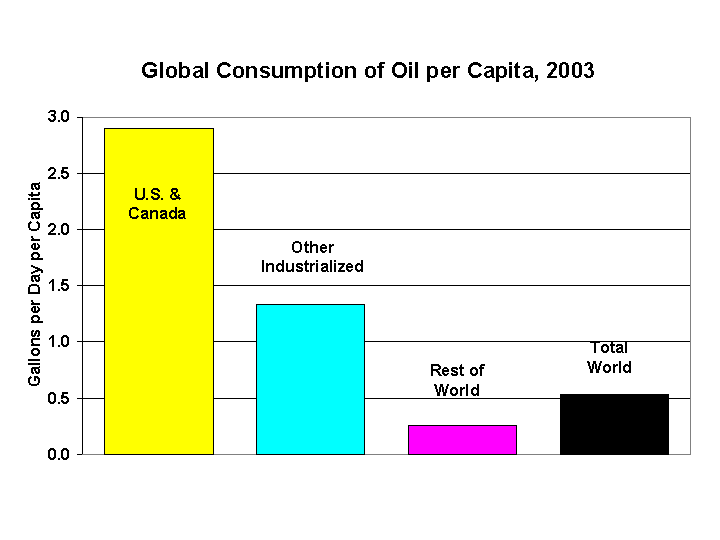 Global Consumption of Oil per Capita, 2003
Gallons per Day per Capita
3.0
2.5
2.0
1.5
1.0
0.5
0.0
U.S. &
Canada
Other
Industrialized
Rest of
World
Total
World